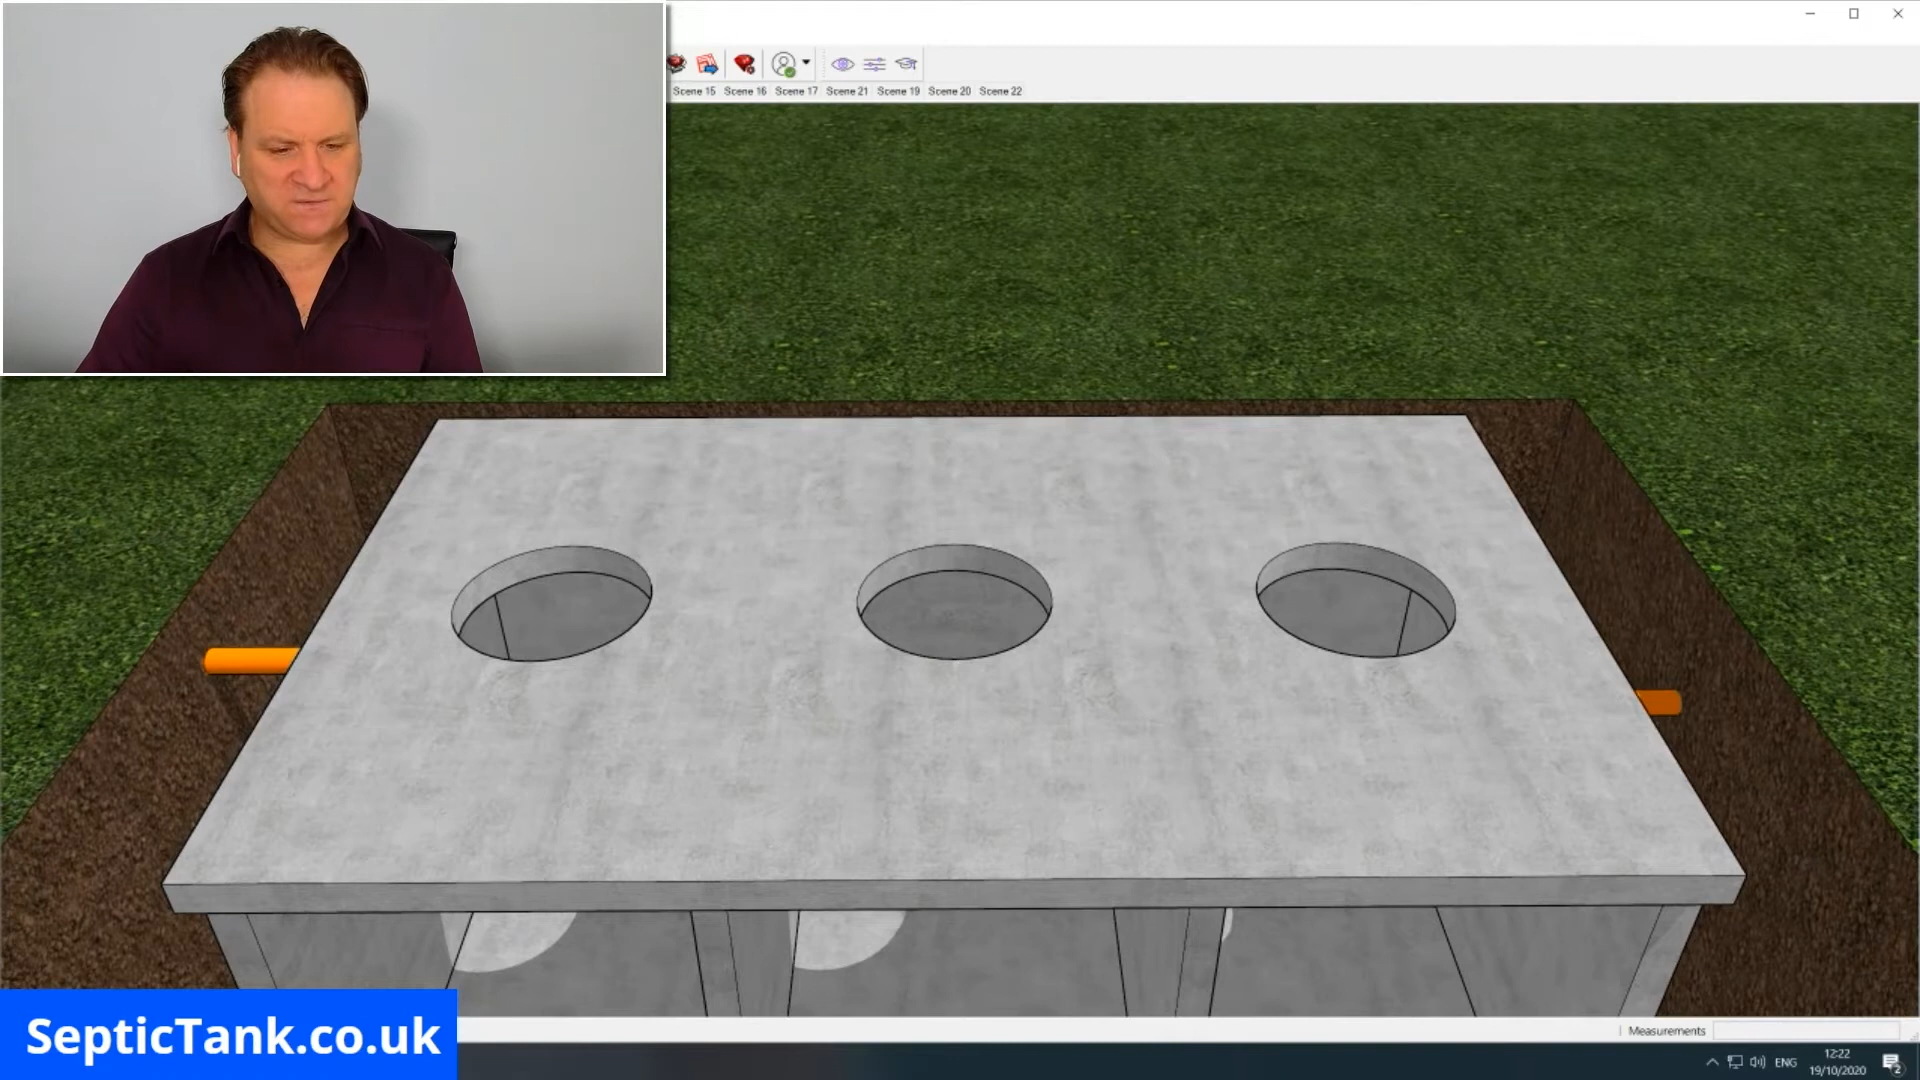 Scene 15 Scene 16 Scene 17 Scene 21 Scene 19 Scene 20 Scene 22
SepticTank.co.uk
Measurements
ENG
12:22
19/10/2020
2